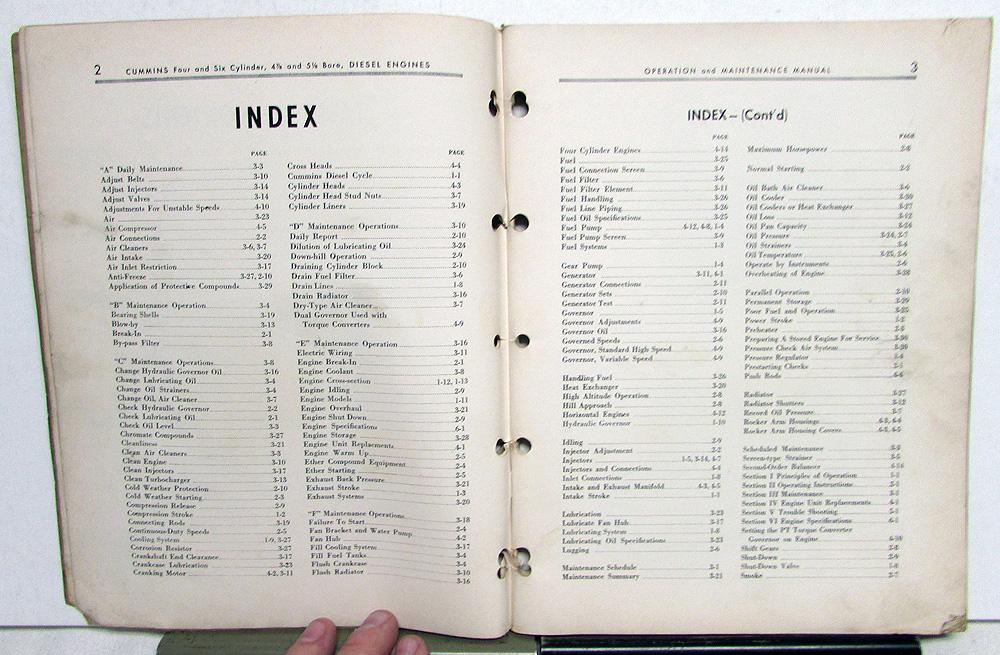 2 CUMMINS Four and Six Cylinder, 4⅞ and 5⅛ Bore, DIESEL ENGINES
INDEX
PAGE
"A" Daily Maintenance 3-3
Adjust Belts 3-10
Adjust Injectors 3-14
Adjust Valves 3-14
Adjustments For Unstable Speeds 4-10
Air 3-23
Air Compressor 4-5
Air Connections 2-2
Air Cleaners 3-6, 3-7
Air Intake 3-20
Air Inlet Restriction 3-17
Anti-Freeze 3-27, 2-10
Application of Protective Compounds 3-29
"B" Maintenance Operation 3-4
Bearing Shells 3-19
Blow-by 3-13
Break-In 2-1
By-pass Filter 3-8
"C" Maintenance Operations 3-8
Change Hydraulic Governor Oil 3-16
Change Lubricating Oil 3-4
Change Oil Strainers 3-4
Change Oil, Air Cleaner 3-7
Check Hydraulic Governor 2-2
Check Lubricating Oil 2-1
Check Oil Level 3-3
Chromate Compounds 3-27
Cleanliness 3-21
Clean Air Cleaners 3-3
Clean Engine 3-10
Clean Injectors 3-17
Clean Turbocharger 3-13
Cold Weather Protection 2-10
Cold Weather Starting 2-3
Compression Release 2-9
Compression Stroke 1-2
Connecting Rods 3-19
Continuous-Duty Speeds 2-5
Cooling System 1-9, 3-27
Corrosion Resistor 3-27
Crankshaft End Clearance 3-17
Crankcase Lubrication 3-23
Cranking Motor 4-2, 3-11
PAGE
Cross Heads 4-4
Cummins Diesel Cycle 1-1
Cylinder Heads 4-3
Cylinder Head Stud Nuts 3-7
Cylinder Liners 3-19
"D" Maintenance Operations 3-10
Daily Report 2-10
Dilution of Lubricating Oil 3-24
Down-hill Operation 2-9
Draining Cylinder Block 2-10
Drain Fuel Filter 3-6
Drain Lines 1-8
Drain Radiator 3-16
Dry-Type Air Cleaner 3-7
Dual Governor Used with
Torque Converters 4-9
"E" Maintenance Operation 3-16
Electric Wiring 3-11
Engine Break-In 2-1
Engine Coolant 3-8
Engine Cross-section 1-12, 1-13
Engine Idling 2-9
Engine Models 1-11
Engine Overhaul 3-21
Engine Shut Down 2-9
Engine Specifications 6-1
Engine Storage 3-28
Engine Unit Replacements 4-1
Engine Warm Up 2-5
Ether Compound Equipment 2-4
Ether Starting 2-4
Exhaust Back Pressure 3-21
Exhaust Stroke 1-3
Exhaust Systems 3-20
"F" Maintenance Operations 3-18
Failure To Start 2-4
Fan Bracket and Water Pump 4-2
Fan Hub 3-17
Fill Cooling System 3-4
Fill Fuel Tanks 3-4
Flush Crankcase 3-10
Flush Radiator 3-16
OPERATION and MAINTENANCE MANUAL 3
INDEX – (Cont'd)
PAGE
Four Cylinder Engines 4-14
Fuel 3-25
Fuel Connection Screen 3-9
Fuel Filter 3-6
Fuel Filter Element 3-11
Fuel Handling 3-26
Fuel Line Piping 3-26
Fuel Oil Specifications 3-25
Fuel Pump 4-12, 4-8, 1-4
Fuel Pump Screen 3-9
Fuel Systems 1-3
Gear Pump 1-4
Generator 3-11, 4-1
Generator Connections 2-11
Generator Sets 2-10
Generator Test 2-11
Governor 1-5
Governor Adjustments 4-9
Governor Oil 3-16
Governed Speeds 2-6
Governor, Standard High Speed 4-9
Governor, Variable Speed 4-9
Handling Fuel 3-26
Heat Exchanger 3-20
High Altitude Operation 2-8
Hill Approach 2-8
Horizontal Engines 4-12
Hydraulic Governor 1-10
Idling 2-9
Injector Adjustment 2-2
Injectors 1-5, 3-14, 4-7
Injectors and Connections 4-4
Inlet Connections 1-8
Intake and Exhaust Manifold 4-3, 4-5
Intake Stroke 1-1
Lubrication 3-23
Lubricate Fan Hub 3-17
Lubricating System 1-8
Lubricating Oil Specifications 3-23
Lugging 2-6
Maintenance Schedule 3-1
Maintenance Summary 3-21
PAGE
Maximum Horsepower 2-8
Normal Starting 2-2
Oil Bath Air Cleaner 3-6
Oil Cooler 3-20
Oil Coolers or Heat Exchanger 3-27
Oil Loss 3-12
Oil Pan Capacity 3-24
Oil Pressure 3-24, 3-7
Oil Strainers 3-4
Oil Temperature 3-25, 2-6
Operate by Instruments 2-6
Overheating of Engine 3-28
Parallel Operation 2-10
Permanent Storage 3-29
Poor Fuel and Operation 3-25
Power Stroke 1-2
Preheater 2-3
Preparing A Stored Engine For Service 3-30
Pressure Check Air System 3-20
Pressure Regulator 1-4
Prestarting Checks 2-1
Push Rods
Radiator 3-27
Radiator Shutters 3-12
Record Oil Pressure 3-7
Rocker Arm Housings
Rocker Arm Housing Covers
Scheduled Maintenance
Screen-type Strainer
Second-Order Balancer
Section I Principles of Operation
Section II Operating Instructions
Section III Maintenance
Section IV Engine Unit Replacements 4-1
Section V Trouble Shooting 5-1
Section VI Engine Specifications 6-1
Setting the PT Torque Converter
Governor on Engine 4-10
Shift Gears 2-8
Shut-Down 2-9
Shut-Down Valve 1-8
Smoke 2-7